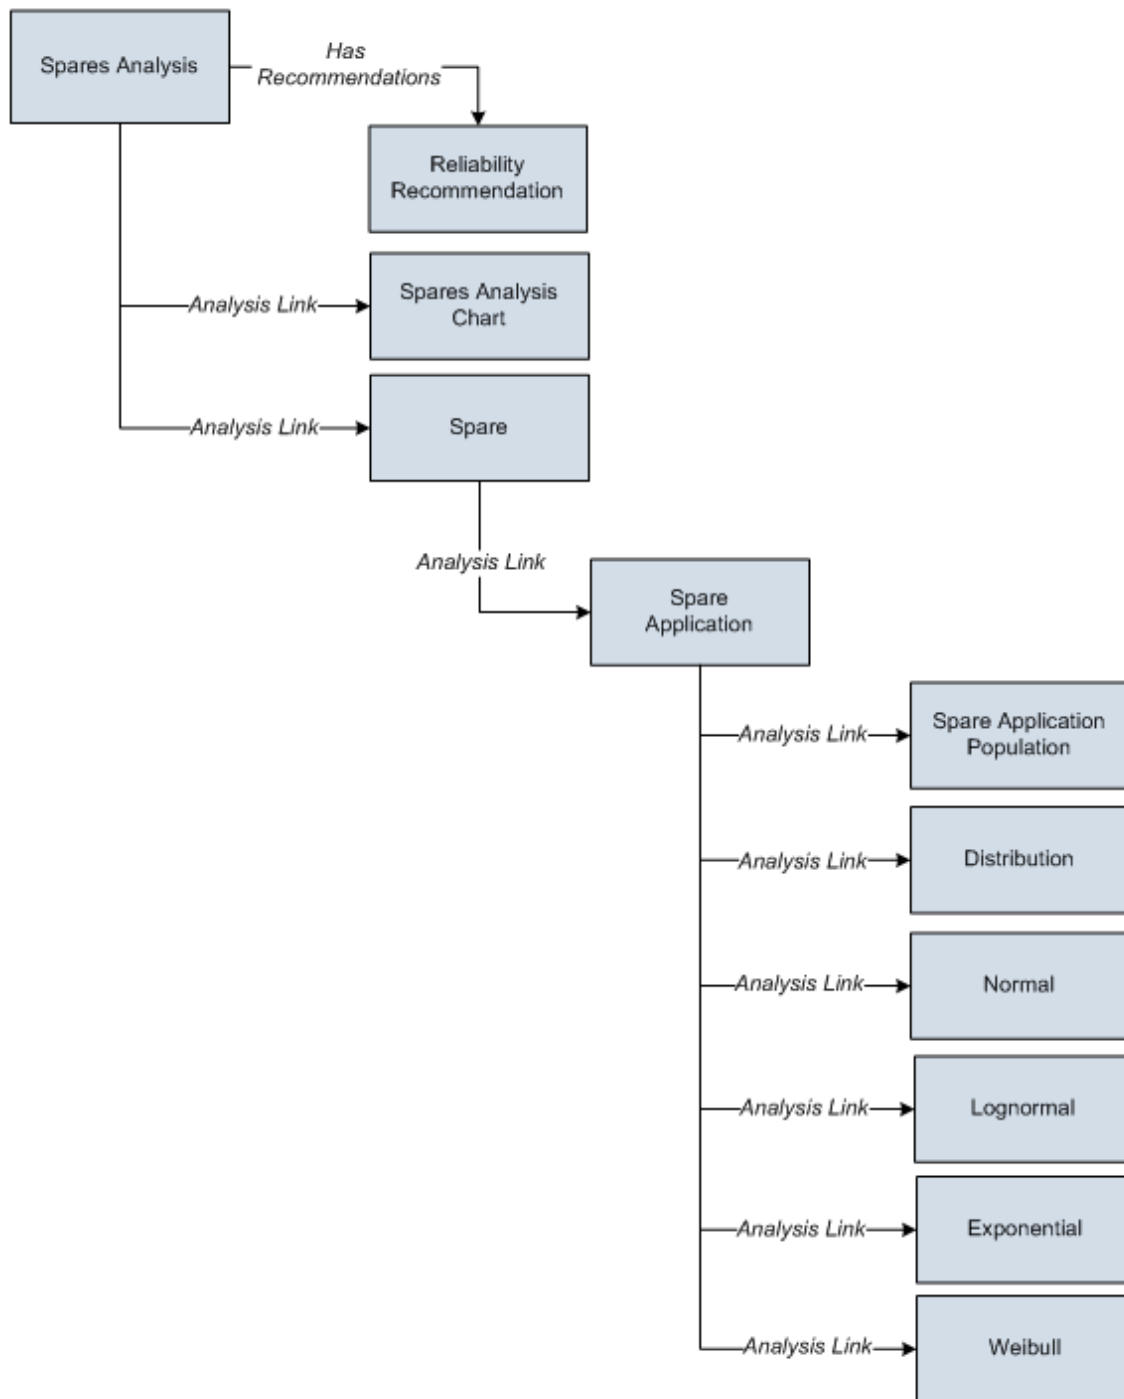 Spares Analysis
Has
Recommendations
Reliability
Recommendation
Analysis Link
Spares Analysis
Chart
Analysis Link
Spare
Analysis Link
Spare
Application
Analysis Link
Spare Application
Population
Analysis Link
Distribution
Analysis Link
Normal
Analysis Link
Lognormal
Analysis Link
Exponential
Analysis Link
Weibull